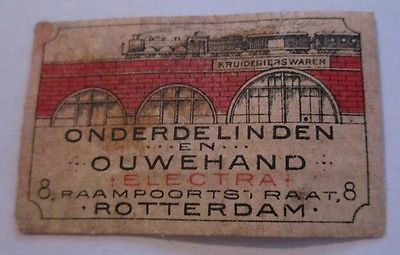 KRUIDENIERSWAREN
ONDERDELINDEN
EN
OUWEHAND
ELECTRA
8, RAAMPOORTSTRAAT, 8
ROTTERDAM